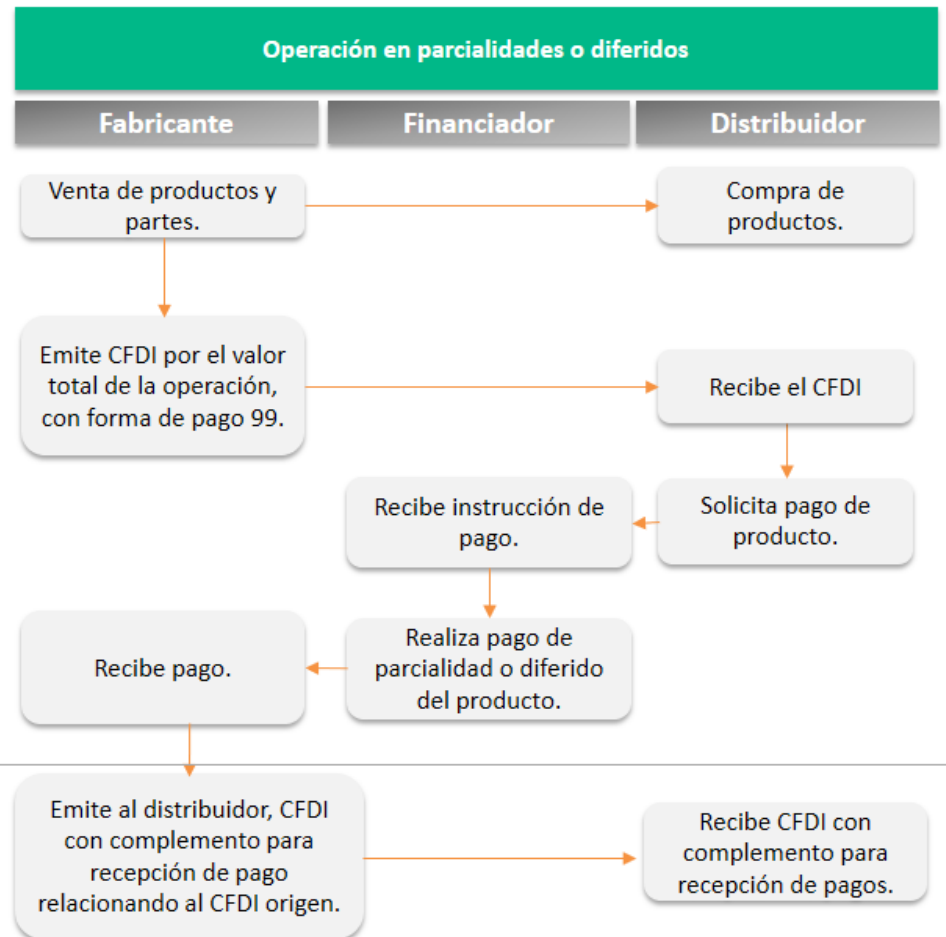 Operación en parcialidades o diferidos
Fabricante
Financiador
Distribuidor
Venta de productos y
partes.
Compra de
productos.
Emite CFDI por el valor
total de la operación,
con forma de pago 99.
Recibe el CFDI
Recibe instrucción de
pago.
Solicita pago de
producto.
Recibe pago.
Realiza pago de
parcialidad o diferido
del producto.
Emite al distribuidor, CFDI
con complemento para
recepción de pago
relacionando al CFDI origen.
Recibe CFDI con
complemento para
recepción de pagos.